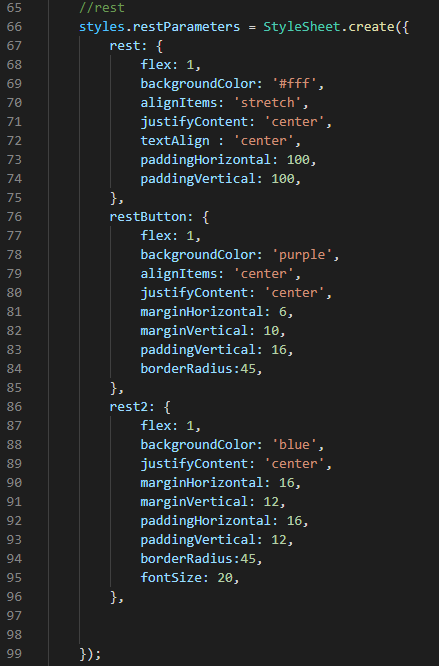 65 //rest
66 styles.restParameters = StyleSheet.create({
67 rest: {
68 flex: 1,
69 backgroundColor: '#fff',
70 alignItems: 'stretch',
71 justifyContent: 'center',
72 textAlign : 'center',
73 paddingHorizontal: 100,
74 paddingVertical: 100,
75 },
76 restButton: {
77 flex: 1,
78 backgroundColor: 'purple',
79 alignItems: 'center',
80 justifyContent: 'center',
81 marginHorizontal: 6,
82 marginVertical: 10,
83 paddingVertical: 16,
84 borderRadius:45,
85 },
86 rest2: {
87 flex: 1,
88 backgroundColor: 'blue',
89 justifyContent: 'center',
90 marginHorizontal: 16,
91 marginVertical: 12,
92 paddingHorizontal: 16,
93 paddingVertical: 12,
94 borderRadius:45,
95 fontSize: 20,
96 },
97
98
99 });